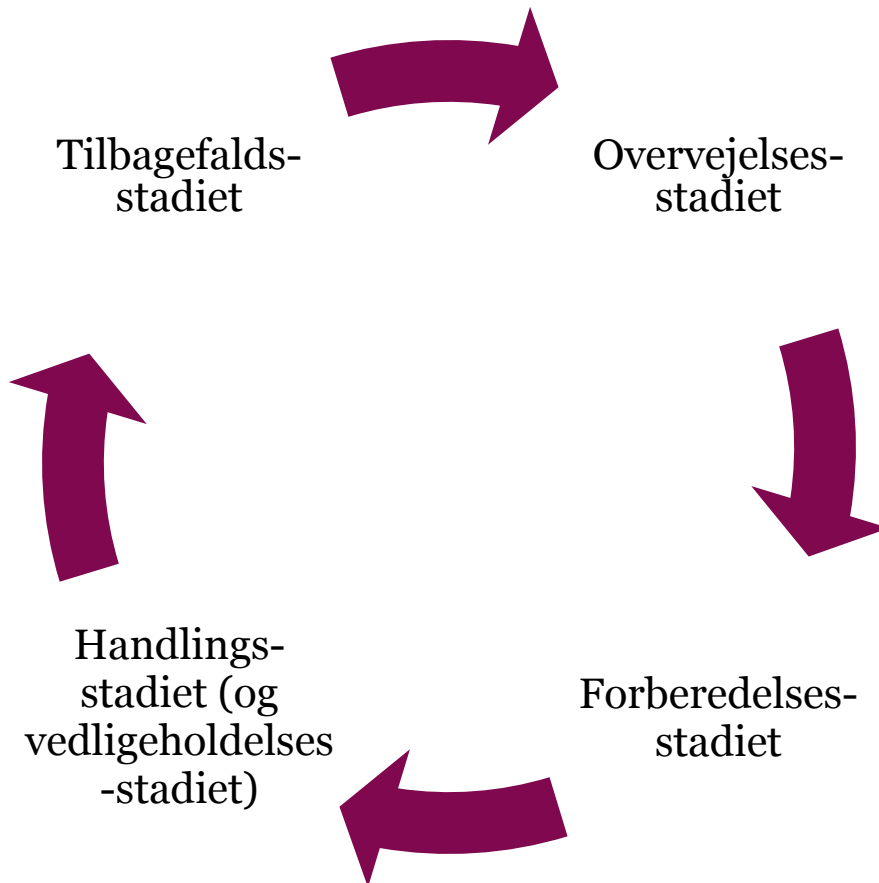 Tilbagefalds-
stadiet
Overvejelses-
stadiet
Forberedelses-
stadiet
Handlings-
stadiet (og
vedligeholdelses
-stadiet)